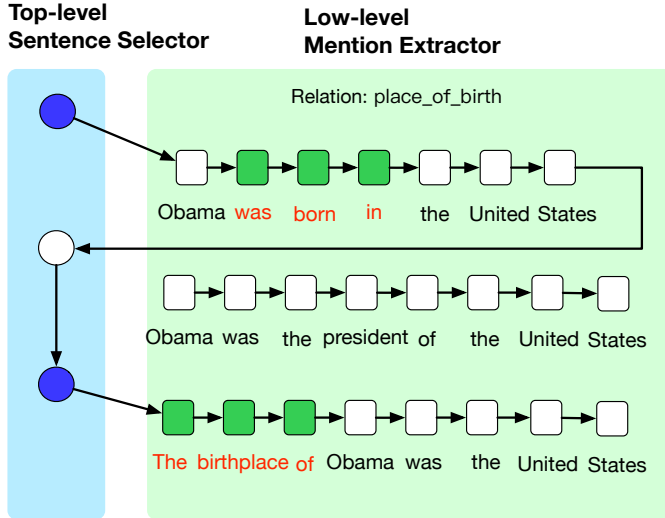 Top-level
Sentence Selector
Low-level
Mention Extractor
Relation: place_of_birth
Obama was born in the United States
Obama was the president of the United States
The birthplace of Obama was the United States